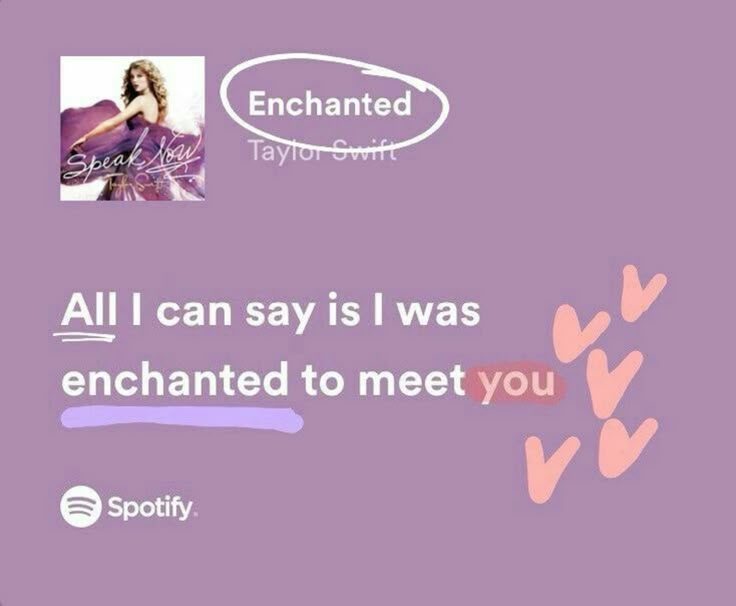 Speak Now
Taylor Swift
Enchanted
Taylor Swift
All I can say is I was
enchanted to meet you
Spotify.